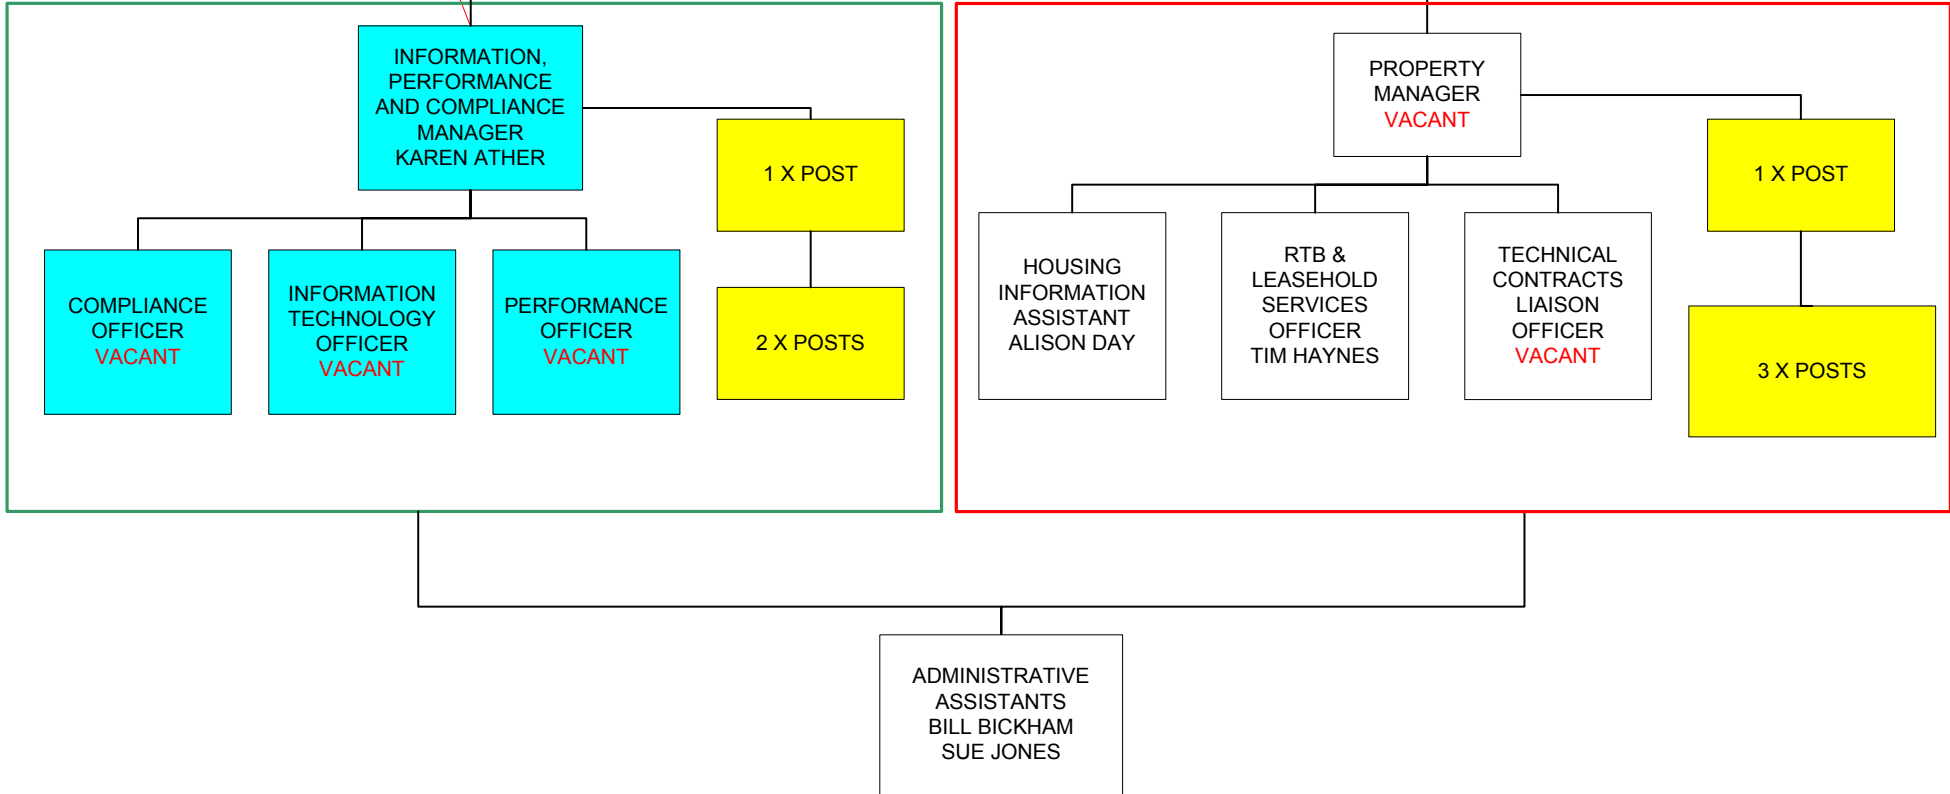 INFORMATION,
PERFORMANCE
AND COMPLIANCE
MANAGER
KAREN ATHER
1 X POST
COMPLIANCE
OFFICER
VACANT
INFORMATION
TECHNOLOGY
OFFICER
VACANT
PERFORMANCE
OFFICER
VACANT
2 X POSTS
PROPERTY
MANAGER
VACANT
1 X POST
HOUSING
INFORMATION
ASSISTANT
ALISON DAY
RTB &
LEASEHOLD
SERVICES
OFFICER
TIM HAYNES
TECHNICAL
CONTRACTS
LIAISON
OFFICER
VACANT
3 X POSTS
ADMINISTRATIVE
ASSISTANTS
BILL BICKHAM
SUE JONES